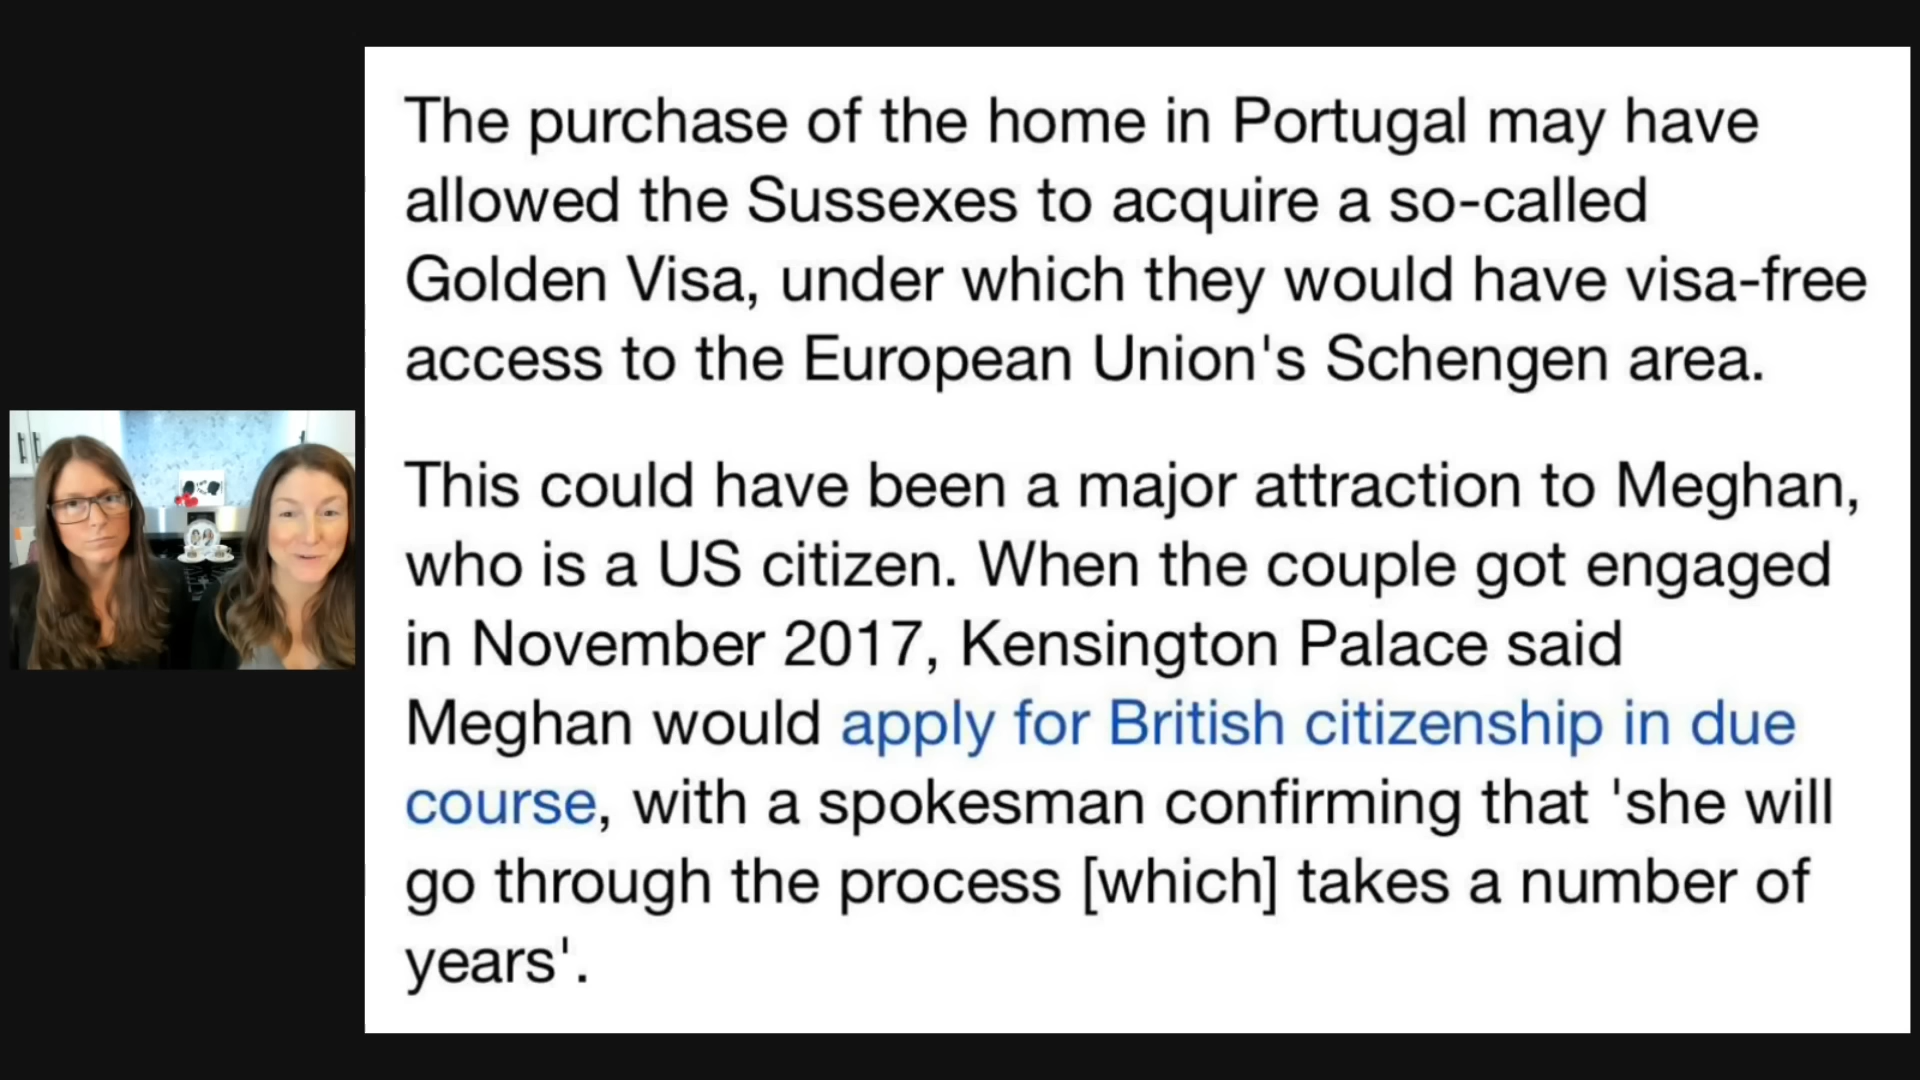 The purchase of the home in Portugal may have
allowed the Sussexes to acquire a so-called
Golden Visa, under which they would have visa-free
access to the European Union's Schengen area.
This could have been a major attraction to Meghan,
who is a US citizen. When the couple got engaged
in November 2017, Kensington Palace said
Meghan would apply for British citizenship in due
course, with a spokesman confirming that 'she will
go through the process [which] takes a number of
years'.